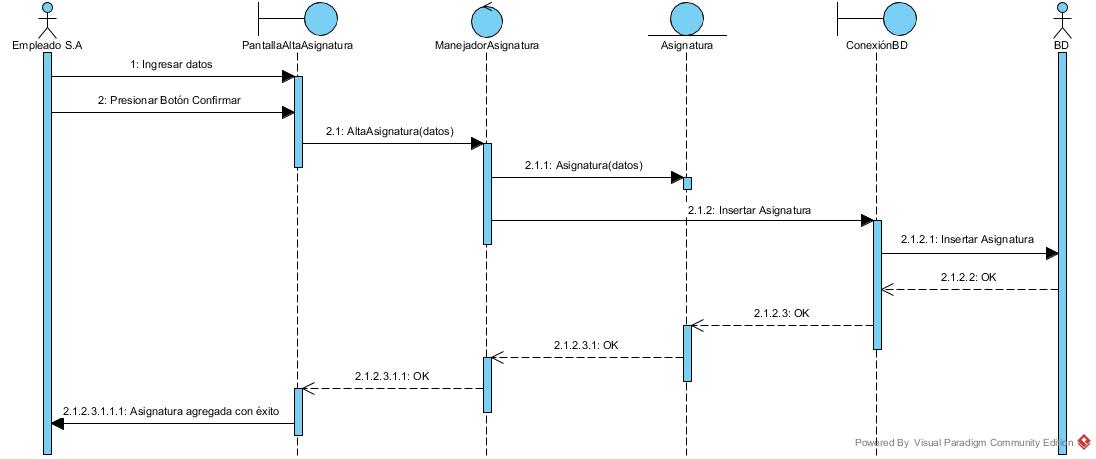 Empleado S.A
PantallaAltaAsignatura
ManejadorAsignatura
Asignatura
ConexiónBD
BD
1: Ingresar datos
2: Presionar Botón Confirmar
2.1: AltaAsignatura(datos)
2.1.1: Asignatura(datos)
2.1.2: Insertar Asignatura
2.1.2.1: Insertar Asignatura
2.1.2.2: OK
2.1.2.3: OK
2.1.2.3.1: OK
2.1.2.3.1.1: OK
2.1.2.3.1.1.1: Asignatura agregada con éxito
Powered By Visual Paradigm Community Edition